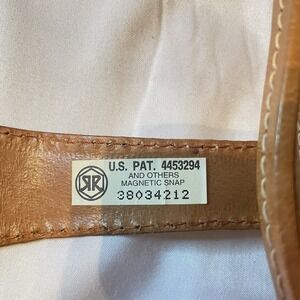 U.S. PAT. 4453294
AND OTHERS
MAGNETIC SNAP
38034212